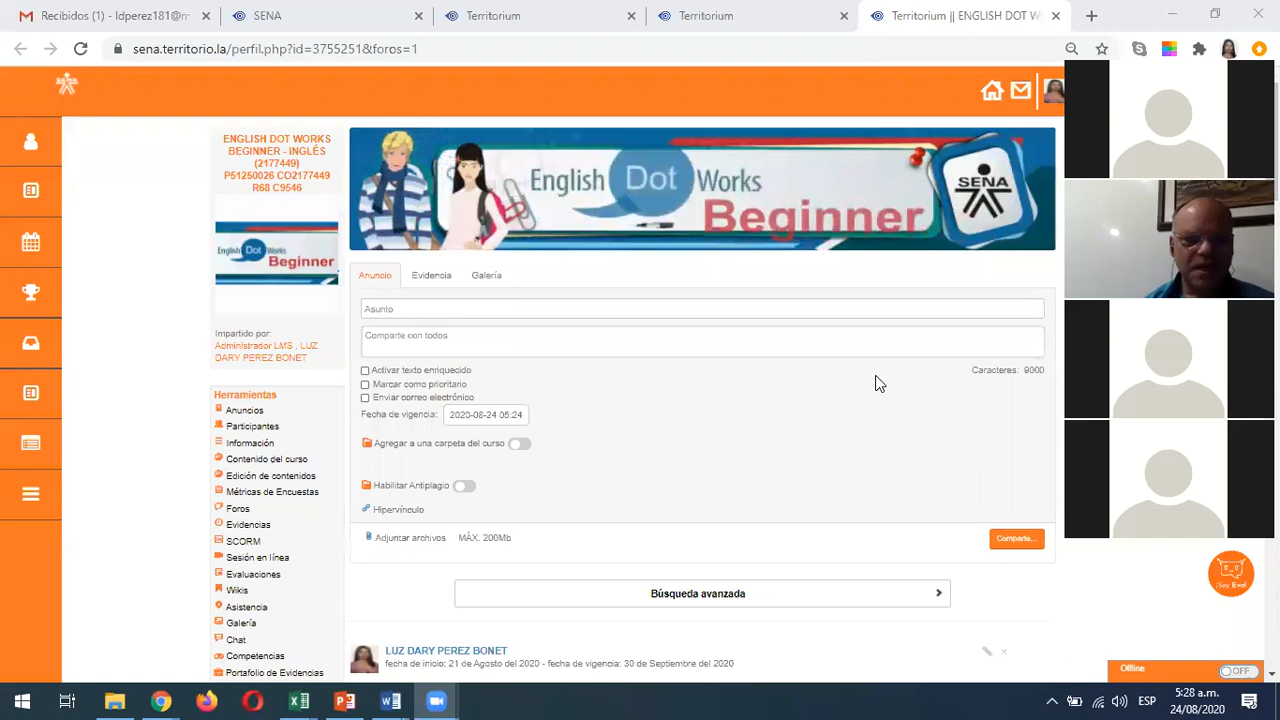 Recibidos (1) - ldperez181@m
SENA
Territorium
Territorium
Territorium || ENGLISH DOT W
sena.territorio.la/perfil.php?id=3755251&foros=1
ENGLISH DOT WORKS
BEGINNER - INGLÉS
(2177449)
P51250026 CO2177449
R68 C9546
English Dot Works
Beginner
SENA
English Dot Works
Beginner
Impartido por:
Administrador LMS , LUZ
DARY PEREZ BONET
Herramientas
Anuncios
Participantes
Información
Contenido del curso
Edición de contenidos
Métricas de Encuestas
Foros
Evidencias
SCORM
Sesión en línea
Evaluaciones
Wikis
Asistencia
Galería
Chat
Competencias
Portafolio de Evidencias
Anuncio
Evidencia
Galería
Asunto
Comparte con todos
Activar texto enriquecido
Caracteres: 9000
Marcar como prioritario
Enviar correo electrónico
Fecha de vigencia: 2020-08-24 05:24
Agregar a una carpeta del curso
Habilitar Antiplagio
Hipervínculo
Adjuntar archivos MÁX. 200Mb
Comparte...
Búsqueda avanzada
LUZ DARY PEREZ BONET
fecha de inicio: 21 de Agosto del 2020 - fecha de vigencia: 30 de Septiembre del 2020
¡Soy Eva!
Offline
OFF
ESP
5:28 a.m.
24/08/2020